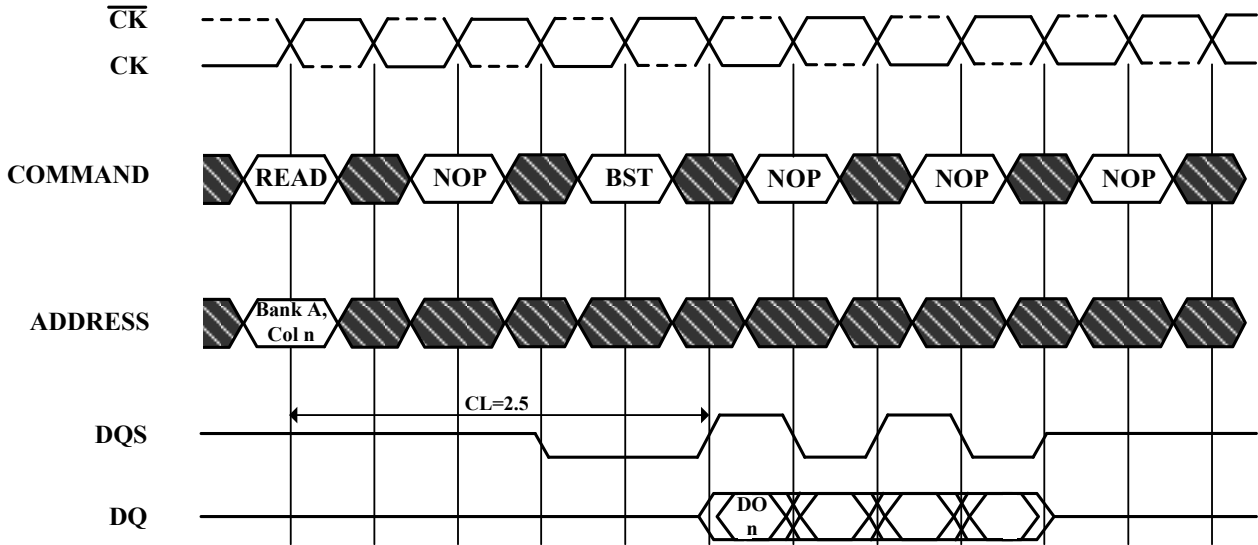 CK
CK
COMMAND READ NOP BST NOP NOP NOP
ADDRESS Bank A,
Col n
CL=2.5
DQS
DQ DO
n